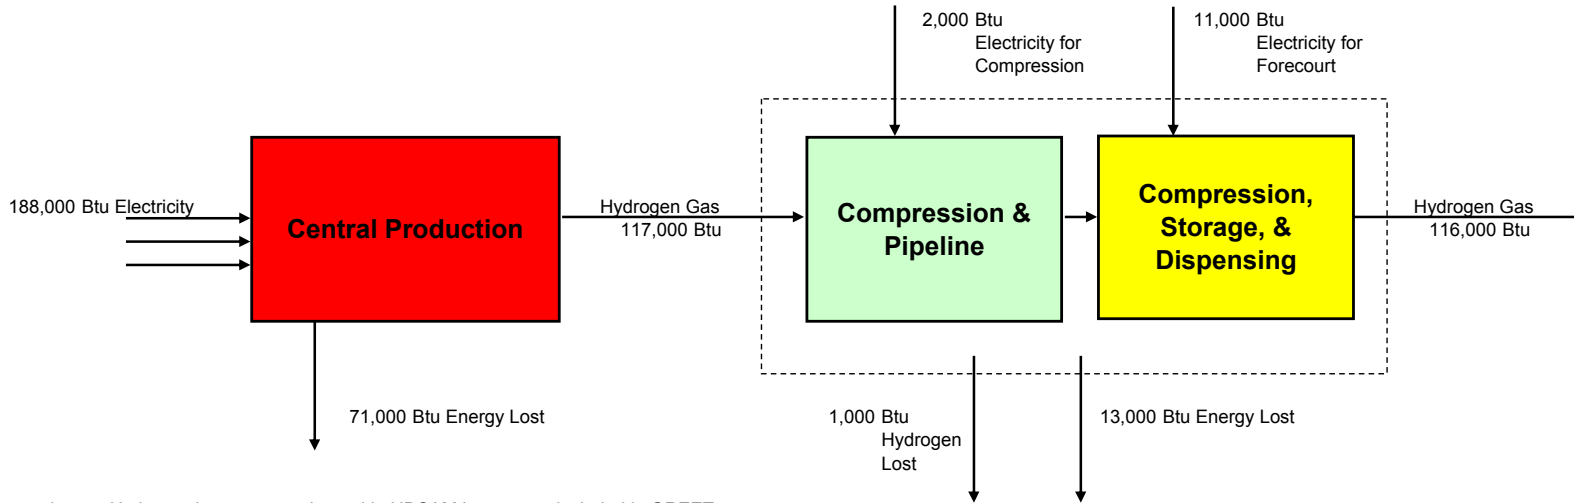 2,000 Btu
Electricity for
Compression
11,000 Btu
Electricity for
Forecourt
188,000 Btu Electricity
Central Production
Hydrogen Gas
117,000 Btu
Compression &
Pipeline
Compression,
Storage, &
Dispensing
Hydrogen Gas
116,000 Btu
71,000 Btu Energy Lost
1,000 Btu
Hydrogen
Lost
13,000 Btu Energy Lost